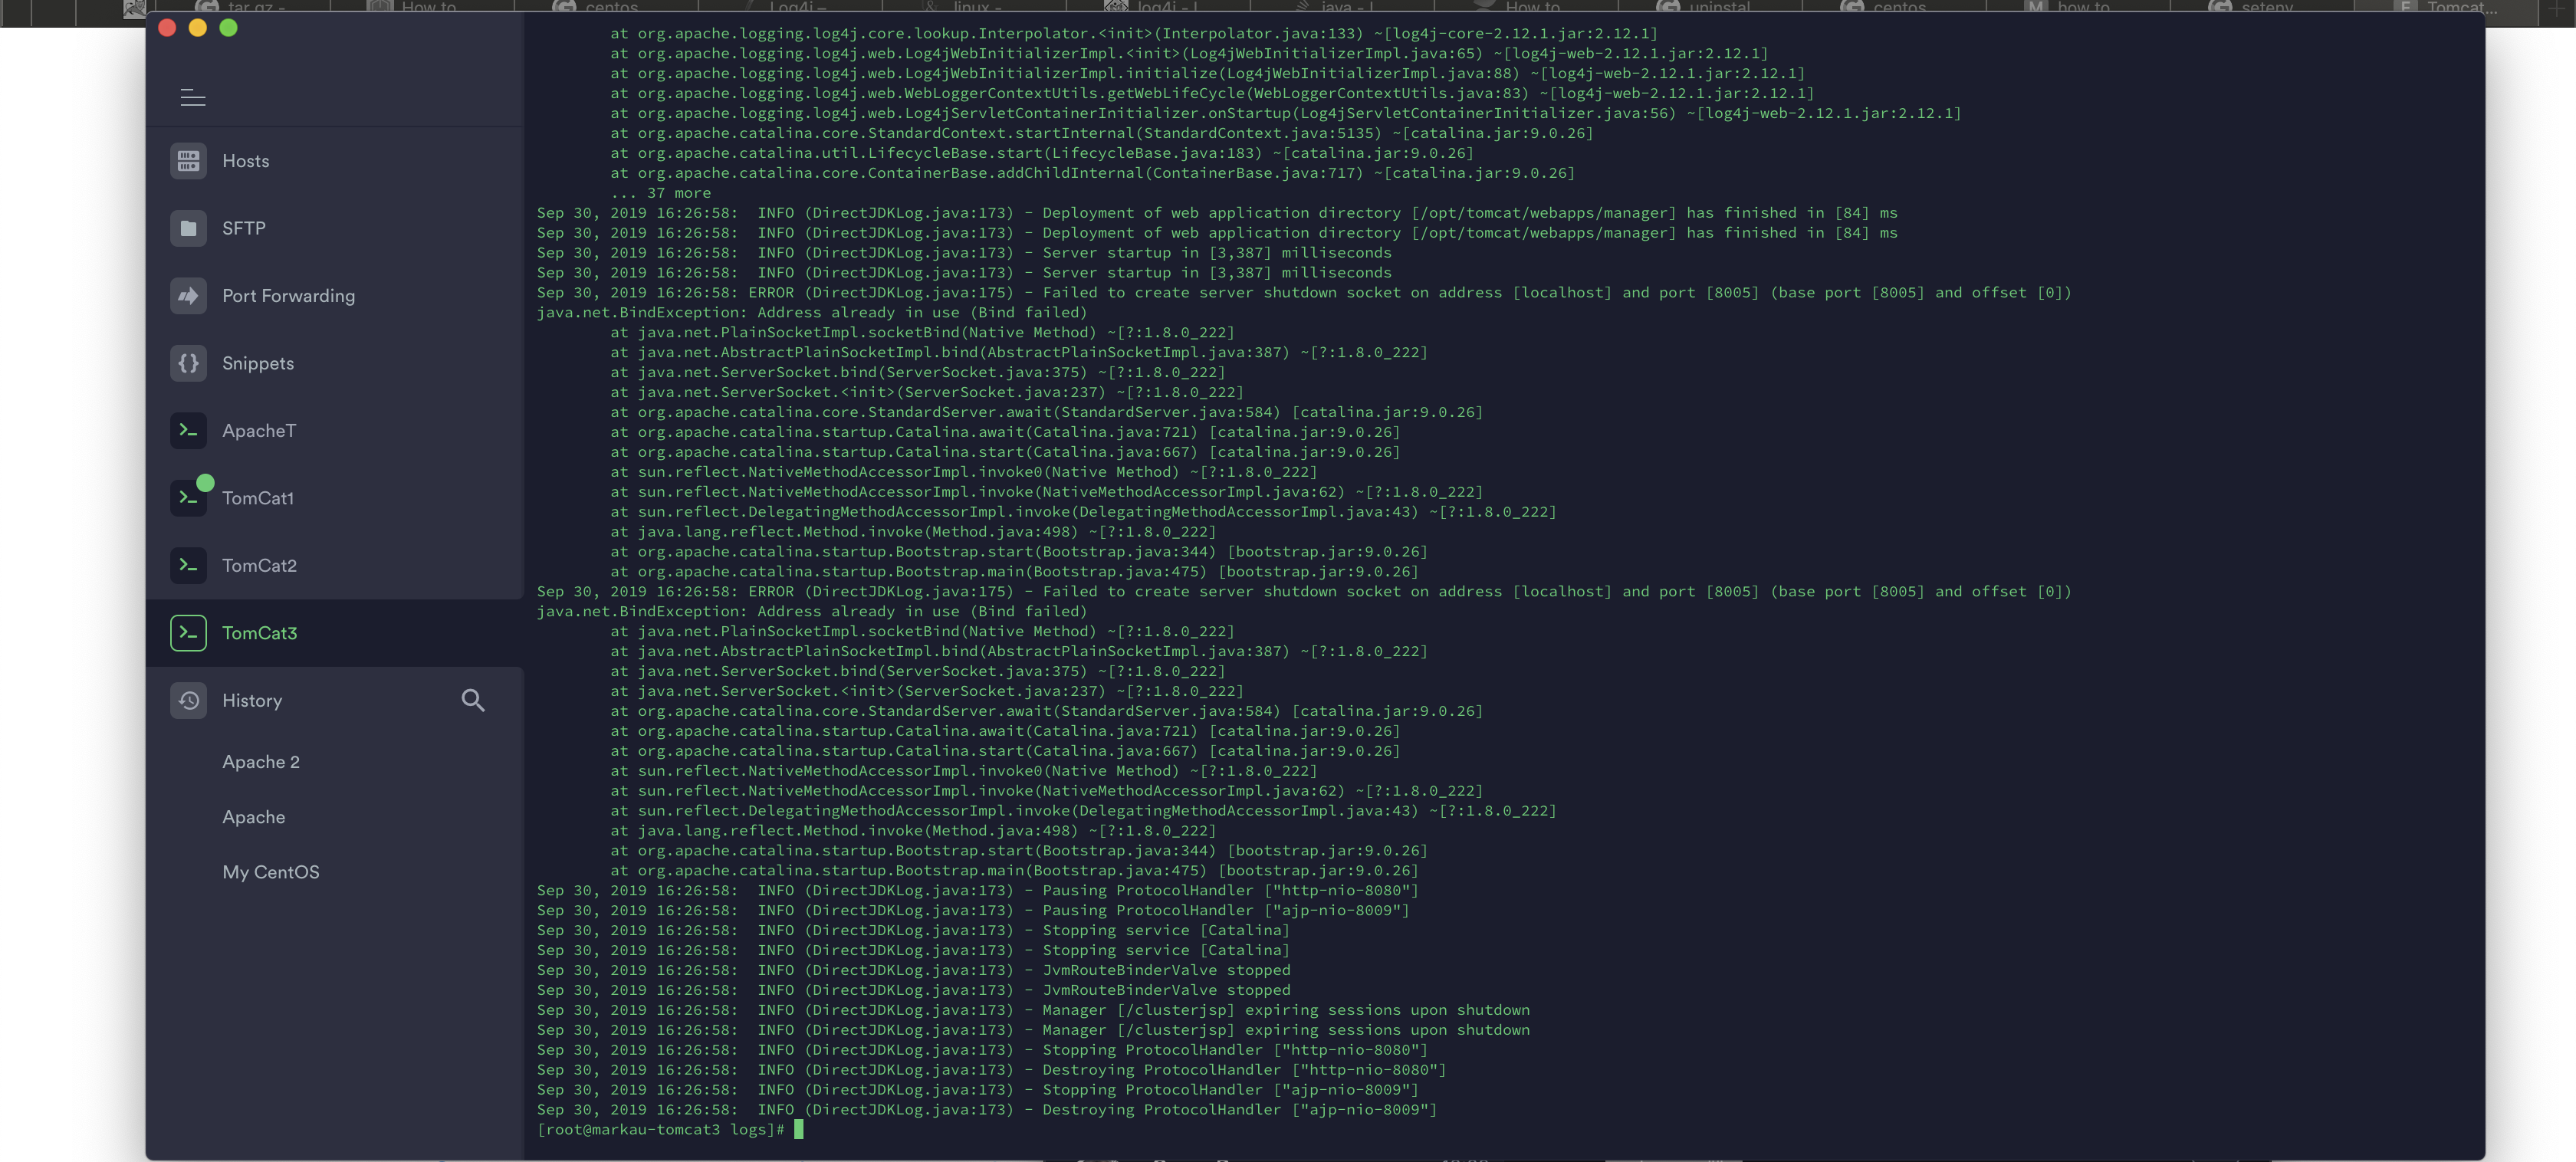 tar gz -
How to
centos
Log4j -
linux -
log4j - I
java - I
How to
uninstal
centos
how to
setenv
Tomcat...
at org.apache.logging.log4j.core.lookup.Interpolator.<init>(Interpolator.java:133) ~[log4j-core-2.12.1.jar:2.12.1]
at org.apache.logging.log4j.web.Log4jWebInitializerImpl.<init>(Log4jWebInitializerImpl.java:65) ~[log4j-web-2.12.1.jar:2.12.1]
at org.apache.logging.log4j.web.Log4jWebInitializerImpl.initialize(Log4jWebInitializerImpl.java:88) ~[log4j-web-2.12.1.jar:2.12.1]
at org.apache.logging.log4j.web.WebLoggerContextUtils.getWebLifeCycle(WebLoggerContextUtils.java:83) ~[log4j-web-2.12.1.jar:2.12.1]
at org.apache.logging.log4j.web.Log4jServletContainerInitializer.onStartup(Log4jServletContainerInitializer.java:56) ~[log4j-web-2.12.1.jar:2.12.1]
at org.apache.catalina.core.StandardContext.startInternal(StandardContext.java:5135) ~[catalina.jar:9.0.26]
at org.apache.catalina.util.LifecycleBase.start(LifecycleBase.java:183) ~[catalina.jar:9.0.26]
at org.apache.catalina.core.ContainerBase.addChildInternal(ContainerBase.java:717) ~[catalina.jar:9.0.26]
... 37 more
Sep 30, 2019 16:26:58:  INFO (DirectJDKLog.java:173) - Deployment of web application directory [/opt/tomcat/webapps/manager] has finished in [84] ms
Sep 30, 2019 16:26:58:  INFO (DirectJDKLog.java:173) - Deployment of web application directory [/opt/tomcat/webapps/manager] has finished in [84] ms
Sep 30, 2019 16:26:58:  INFO (DirectJDKLog.java:173) - Server startup in [3,387] milliseconds
Sep 30, 2019 16:26:58:  INFO (DirectJDKLog.java:173) - Server startup in [3,387] milliseconds
Sep 30, 2019 16:26:58: ERROR (DirectJDKLog.java:175) - Failed to create server shutdown socket on address [localhost] and port [8005] (base port [8005] and offset [0])
java.net.BindException: Address already in use (Bind failed)
at java.net.PlainSocketImpl.socketBind(Native Method) ~[?:1.8.0_222]
at java.net.AbstractPlainSocketImpl.bind(AbstractPlainSocketImpl.java:387) ~[?:1.8.0_222]
at java.net.ServerSocket.bind(ServerSocket.java:375) ~[?:1.8.0_222]
at java.net.ServerSocket.<init>(ServerSocket.java:237) ~[?:1.8.0_222]
at org.apache.catalina.core.StandardServer.await(StandardServer.java:584) [catalina.jar:9.0.26]
at org.apache.catalina.startup.Catalina.await(Catalina.java:721) [catalina.jar:9.0.26]
at org.apache.catalina.startup.Catalina.start(Catalina.java:667) [catalina.jar:9.0.26]
at sun.reflect.NativeMethodAccessorImpl.invoke0(Native Method) ~[?:1.8.0_222]
at sun.reflect.NativeMethodAccessorImpl.invoke(NativeMethodAccessorImpl.java:62) ~[?:1.8.0_222]
at sun.reflect.DelegatingMethodAccessorImpl.invoke(DelegatingMethodAccessorImpl.java:43) ~[?:1.8.0_222]
at java.lang.reflect.Method.invoke(Method.java:498) ~[?:1.8.0_222]
at org.apache.catalina.startup.Bootstrap.start(Bootstrap.java:344) [bootstrap.jar:9.0.26]
at org.apache.catalina.startup.Bootstrap.main(Bootstrap.java:475) [bootstrap.jar:9.0.26]
Sep 30, 2019 16:26:58: ERROR (DirectJDKLog.java:175) - Failed to create server shutdown socket on address [localhost] and port [8005] (base port [8005] and offset [0])
java.net.BindException: Address already in use (Bind failed)
at java.net.PlainSocketImpl.socketBind(Native Method) ~[?:1.8.0_222]
at java.net.AbstractPlainSocketImpl.bind(AbstractPlainSocketImpl.java:387) ~[?:1.8.0_222]
at java.net.ServerSocket.bind(ServerSocket.java:375) ~[?:1.8.0_222]
at java.net.ServerSocket.<init>(ServerSocket.java:237) ~[?:1.8.0_222]
at org.apache.catalina.core.StandardServer.await(StandardServer.java:584) [catalina.jar:9.0.26]
at org.apache.catalina.startup.Catalina.await(Catalina.java:721) [catalina.jar:9.0.26]
at org.apache.catalina.startup.Catalina.start(Catalina.java:667) [catalina.jar:9.0.26]
at sun.reflect.NativeMethodAccessorImpl.invoke0(Native Method) ~[?:1.8.0_222]
at sun.reflect.NativeMethodAccessorImpl.invoke(NativeMethodAccessorImpl.java:62) ~[?:1.8.0_222]
at sun.reflect.DelegatingMethodAccessorImpl.invoke(DelegatingMethodAccessorImpl.java:43) ~[?:1.8.0_222]
at java.lang.reflect.Method.invoke(Method.java:498) ~[?:1.8.0_222]
at org.apache.catalina.startup.Bootstrap.start(Bootstrap.java:344) [bootstrap.jar:9.0.26]
at org.apache.catalina.startup.Bootstrap.main(Bootstrap.java:475) [bootstrap.jar:9.0.26]
Sep 30, 2019 16:26:58:  INFO (DirectJDKLog.java:173) - Pausing ProtocolHandler ["http-nio-8080"]
Sep 30, 2019 16:26:58:  INFO (DirectJDKLog.java:173) - Pausing ProtocolHandler ["ajp-nio-8009"]
Sep 30, 2019 16:26:58:  INFO (DirectJDKLog.java:173) - Stopping service [Catalina]
Sep 30, 2019 16:26:58:  INFO (DirectJDKLog.java:173) - Stopping service [Catalina]
Sep 30, 2019 16:26:58:  INFO (DirectJDKLog.java:173) - JvmRouteBinderValve stopped
Sep 30, 2019 16:26:58:  INFO (DirectJDKLog.java:173) - JvmRouteBinderValve stopped
Sep 30, 2019 16:26:58:  INFO (DirectJDKLog.java:173) - Manager [/clusterjsp] expiring sessions upon shutdown
Sep 30, 2019 16:26:58:  INFO (DirectJDKLog.java:173) - Manager [/clusterjsp] expiring sessions upon shutdown
Sep 30, 2019 16:26:58:  INFO (DirectJDKLog.java:173) - Stopping ProtocolHandler ["http-nio-8080"]
Sep 30, 2019 16:26:58:  INFO (DirectJDKLog.java:173) - Destroying ProtocolHandler ["http-nio-8080"]
Sep 30, 2019 16:26:58:  INFO (DirectJDKLog.java:173) - Stopping ProtocolHandler ["ajp-nio-8009"]
Sep 30, 2019 16:26:58:  INFO (DirectJDKLog.java:173) - Destroying ProtocolHandler ["ajp-nio-8009"]
[root@markau-tomcat3 logs]#
Hosts
SFTP
Port Forwarding
Snippets
ApacheT
TomCat1
TomCat2
TomCat3
History
Apache 2
Apache
My CentOS